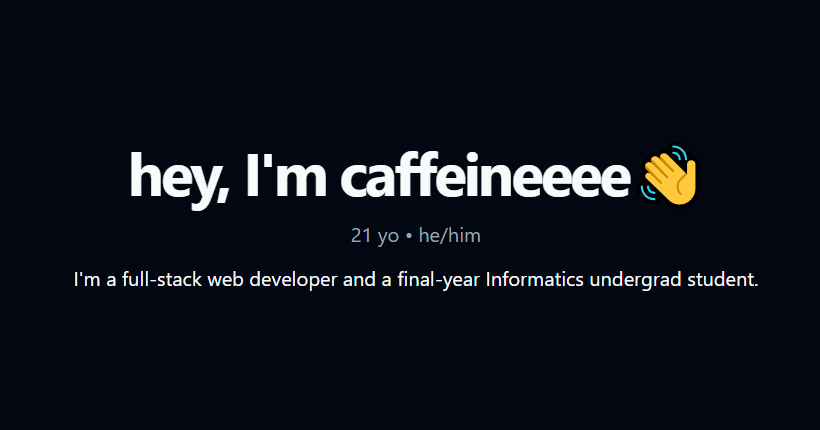 hey, I'm caffeineeee 👋
21 yo • he/him
I'm a full-stack web developer and a final-year Informatics undergrad student.